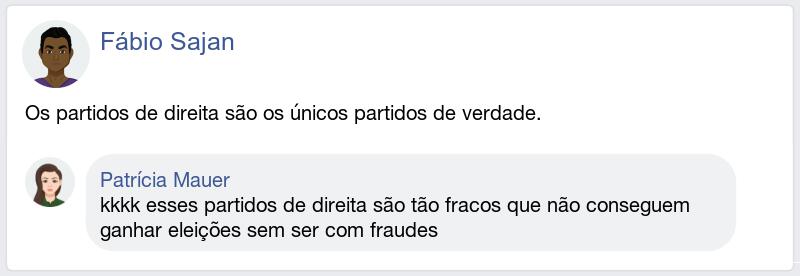 Fábio Sajan
Os partidos de direita são os únicos partidos de verdade.
Patrícia Mauer
kkkk esses partidos de direita são tão fracos que não conseguem
ganhar eleições sem ser com fraudes